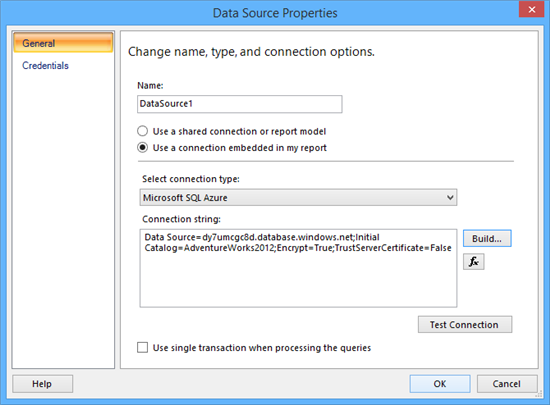 Data Source Properties
General
Credentials
Change name, type, and connection options.
Name:
DataSource1
Use a shared connection or report model
Use a connection embedded in my report
Select connection type:
Microsoft SQL Azure
Connection string:
Data Source=dy7umcgc8d.database.windows.net;Initial
Catalog=AdventureWorks2012;Encrypt=True;TrustServerCertificate=False
Build...
fx
Test Connection
Use single transaction when processing the queries
Help
OK
Cancel